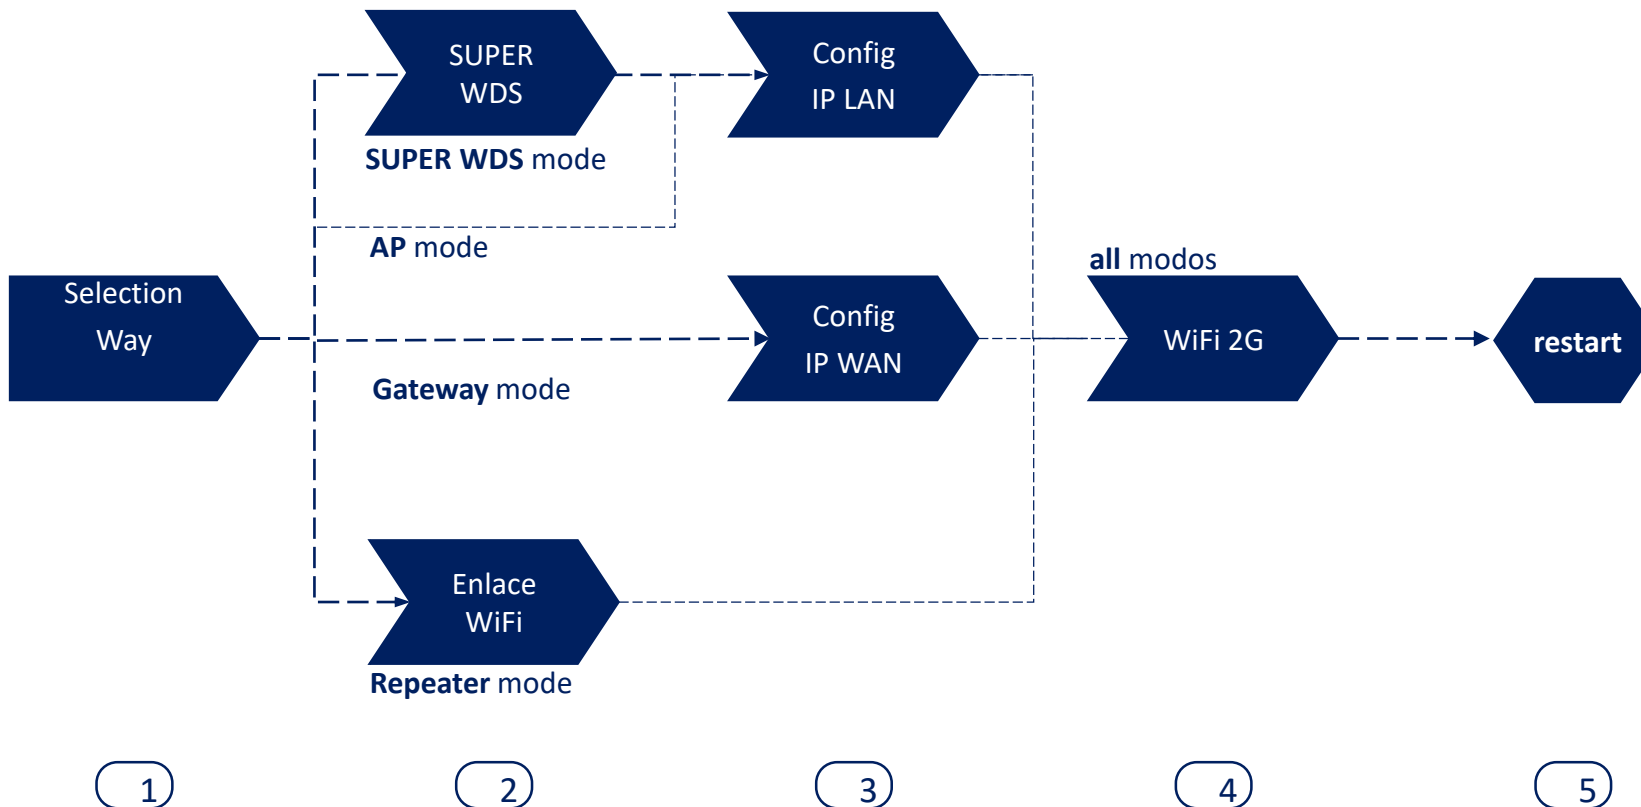 SUPER
WDS
Config
IP LAN
SUPER WDS mode
AP mode
all modos
Selection
Way
Config
IP WAN
WiFi 2G
restart
Gateway mode
Enlace
WiFi
Repeater mode
1
2
3
4
5